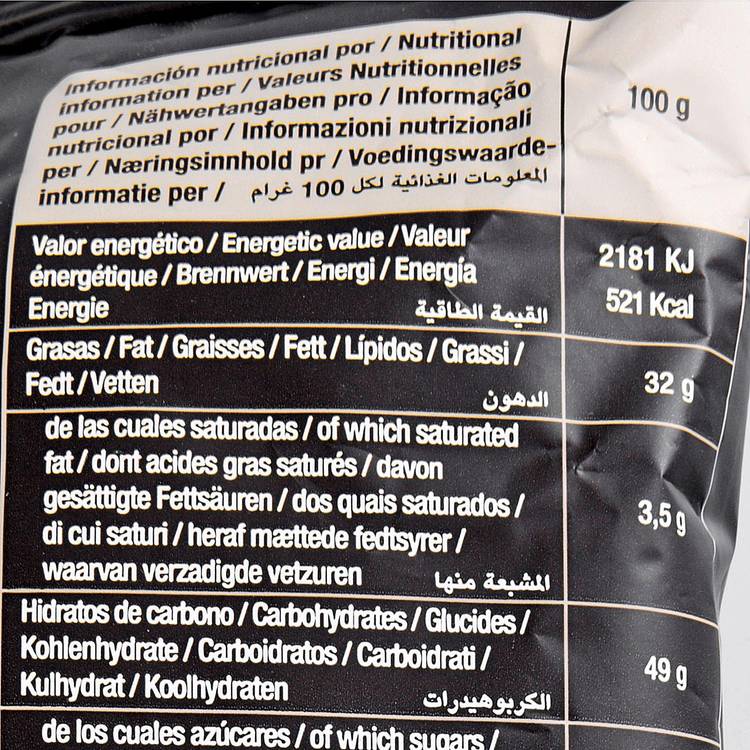 Información nutricional por / Nutritional
information per / Valeurs Nutritionnelles
pour / Nähwertangaben pro / Informação
nutricional por / Informazioni nutrizionali
per / Næringsinnhold pr / Voedingswaarde-
informatie per / المعلومات الغذائية لكل 100 غرام
100 g
Valor energético / Energetic value / Valeur
énergétique / Brennwert / Energi / Energía
Energie القيمة الطاقية
2181 KJ
521 Kcal
Grasas / Fat / Graisses / Fett / Lípidos / Grassi /
Fedt / Vetten الدهون
32 g
de las cuales saturadas / of which saturated
fat / dont acides gras saturés / davon
gesättigte Fettsäuren / dos quais saturados /
di cui saturi / heraf mættede fedtsyrer /
waarvan verzadigde vetzuren المشبعة منها
3,5 g
Hidratos de carbono / Carbohydrates / Glucides /
Kohlenhydrate / Carboidratos / Carboidrati /
Kulhydrat / Koolhydraten الكربوهيدرات
49 g
de los cuales azúcares / of which sugars /